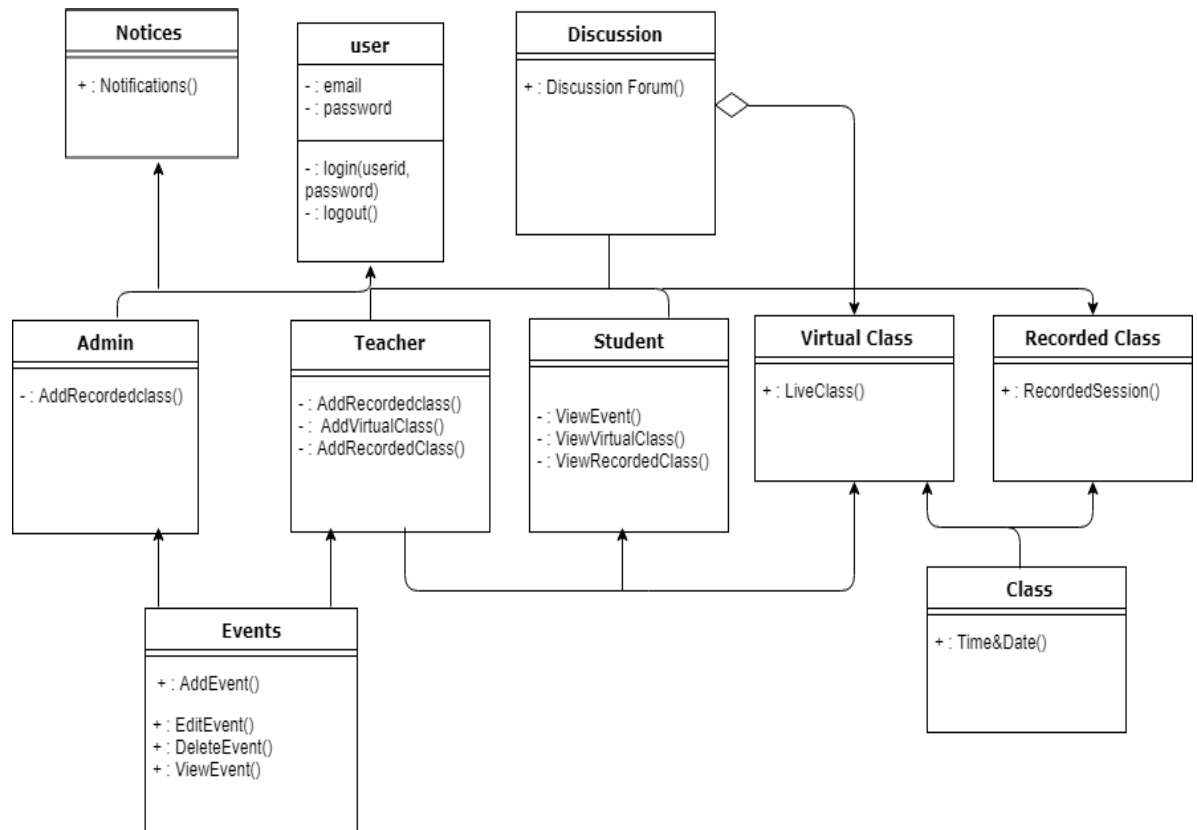 Notices
+ : Notifications()
user
- : email
- : password
- : login(userid,
password)
- : logout()
Discussion
+ : Discussion Forum()
Admin
- : AddRecordedclass()
Teacher
- : AddRecordedclass()
- : AddVirtualClass()
- : AddRecordedClass()
Student
- : ViewEvent()
- : ViewVirtualClass()
- : ViewRecordedClass()
Virtual Class
+ : LiveClass()
Recorded Class
+ : RecordedSession()
Events
+ : AddEvent()
+ : EditEvent()
+ : DeleteEvent()
+ : ViewEvent()
Class
+ : Time&Date()